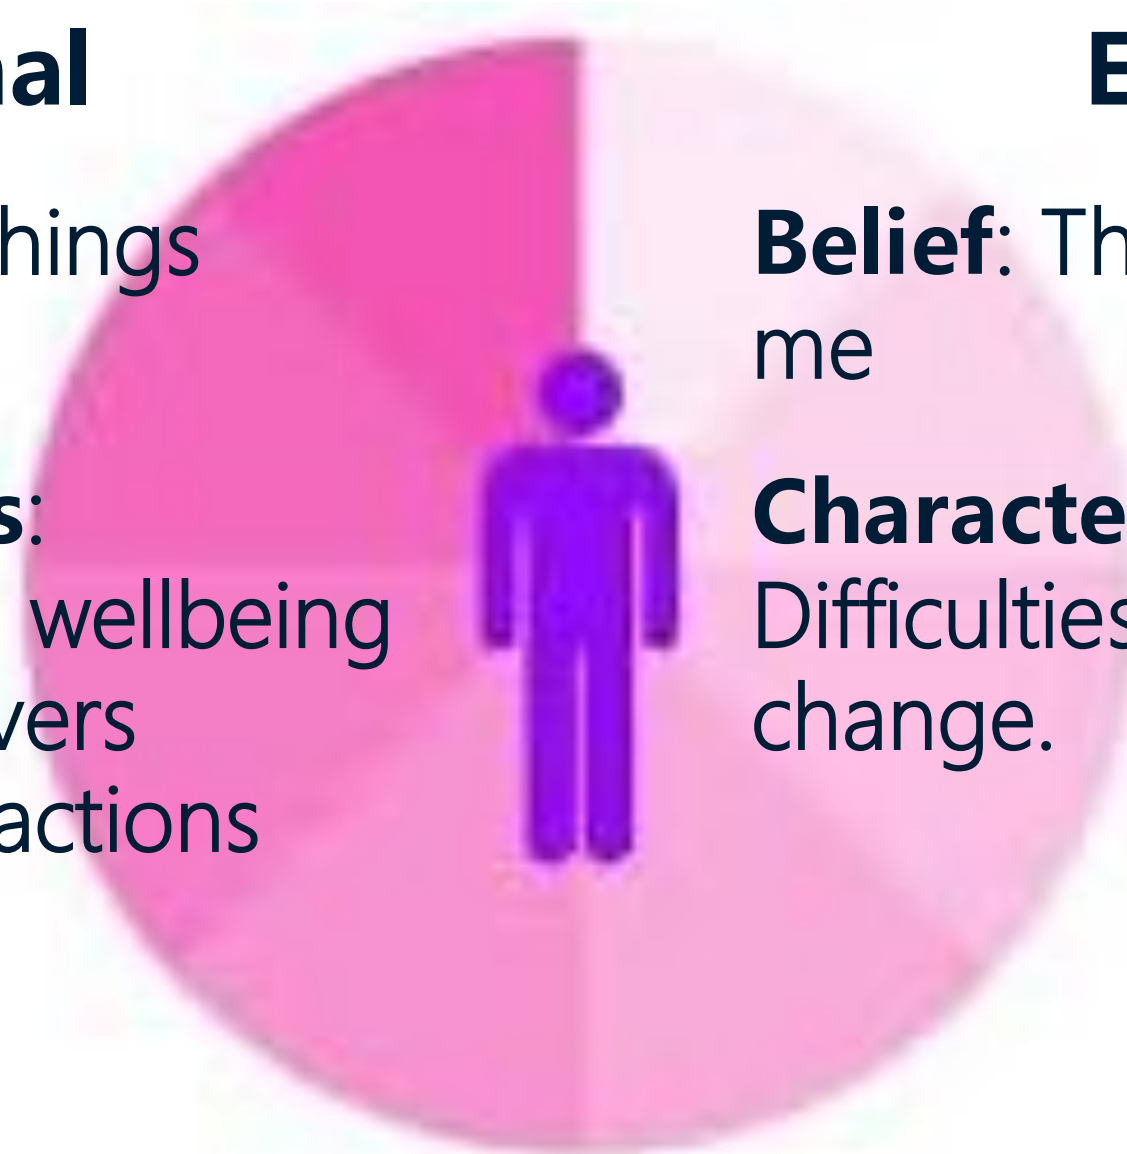 nal
hings
s:
wellbeing
vers
actions
E
Belief: Th
me
Characte
Difficulties
change.